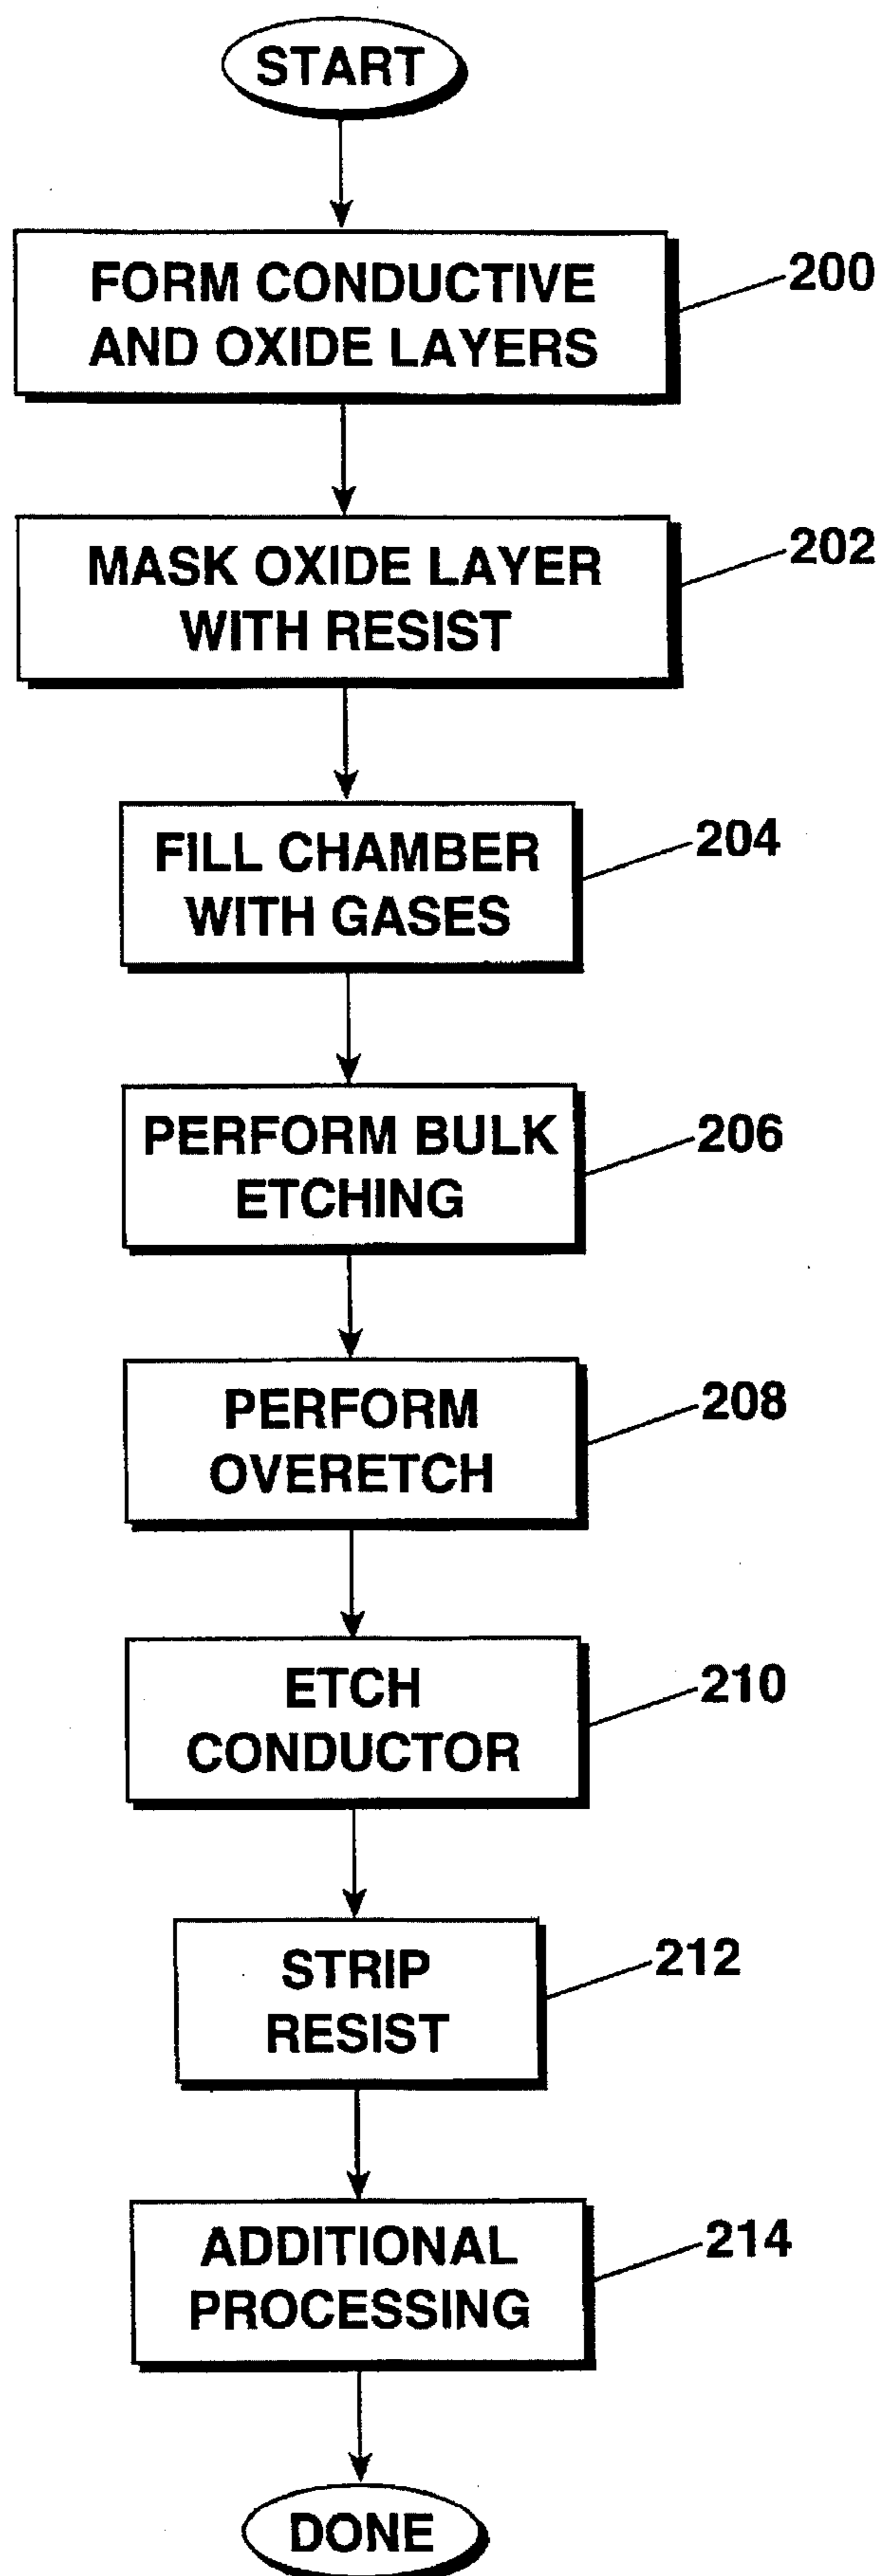 START
FORM CONDUCTIVE
AND OXIDE LAYERS
200
MASK OXIDE LAYER
WITH RESIST
202
FILL CHAMBER
WITH GASES
204
PERFORM BULK
ETCHING
206
PERFORM
OVERETCH
208
ETCH
CONDUCTOR
210
STRIP
RESIST
212
ADDITIONAL
PROCESSING
214
DONE